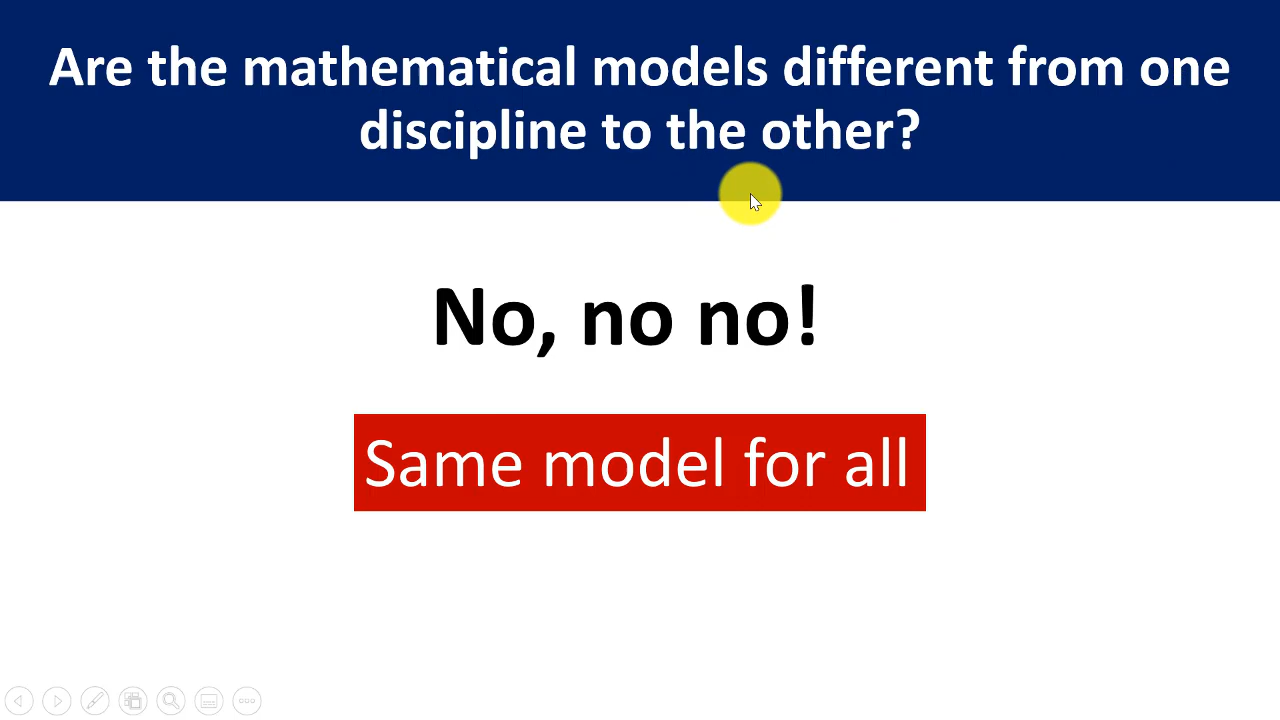 Are the mathematical models different from one
discipline to the other?
No, no no!
Same model for all